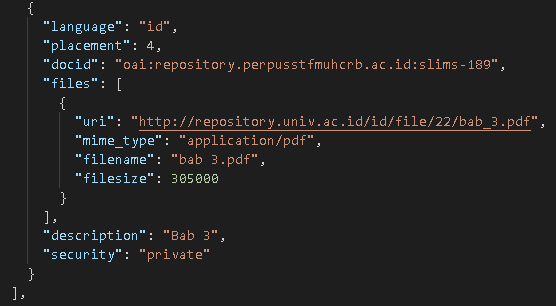 {
"language": "id",
"placement": 4,
"docid": "oai:repository.perpusstfmuhcrb.ac.id:slims-189",
"files": [
{
"uri": "http://repository.univ.ac.id/id/file/22/bab_3.pdf",
"mime_type": "application/pdf",
"filename": "bab 3.pdf",
"filesize": 305000
}
],
"description": "Bab 3",
"security": "private"
}
],